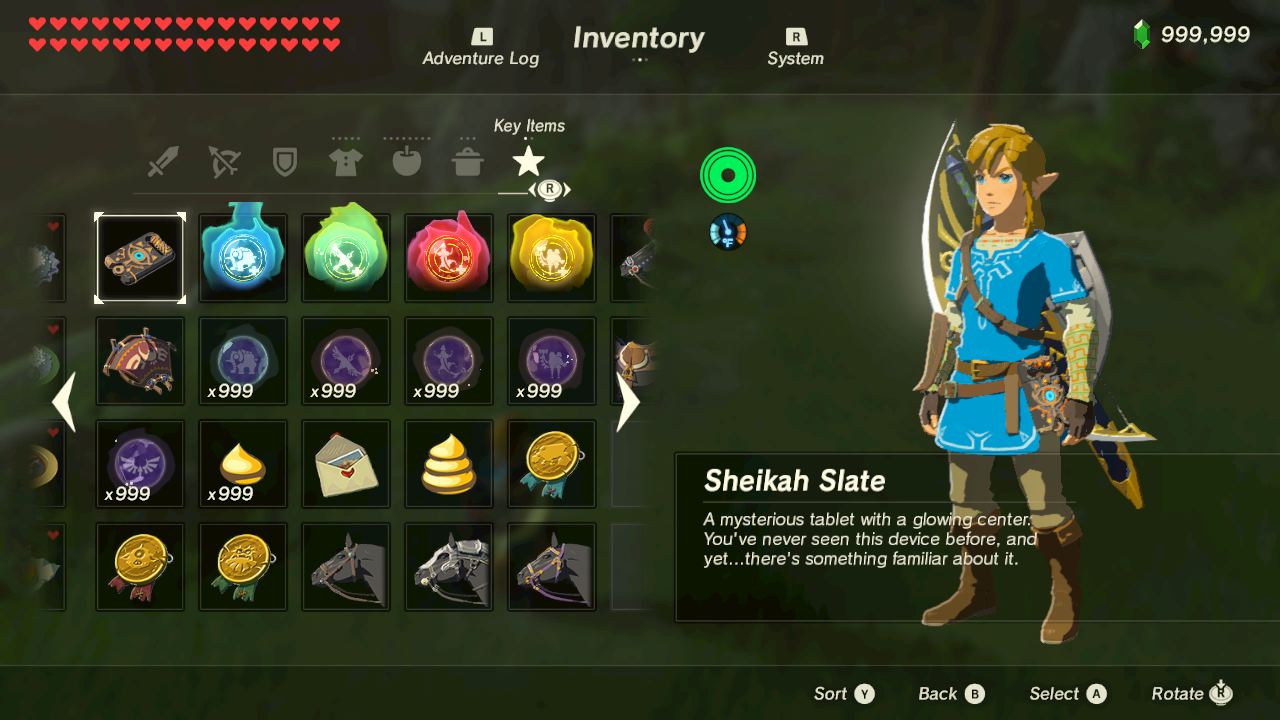 L
Adventure Log
Inventory
R
System
999,999
Key Items
R
x999
x999
x999
x999
x999
x999
°F
Sheikah Slate
A mysterious tablet with a glowing center.
You've never seen this device before, and
yet...there's something familiar about it.
Sort Y
Back B
Select A
Rotate R